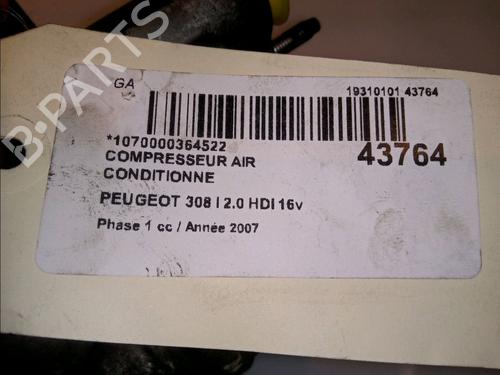 B-PARTS
GA
19310101 43764
*1070000364522
43764
COMPRESSEUR AIR
CONDITIONNE
PEUGEOT 308 I 2.0 HDI 16v
Phase 1 cc / Année 2007